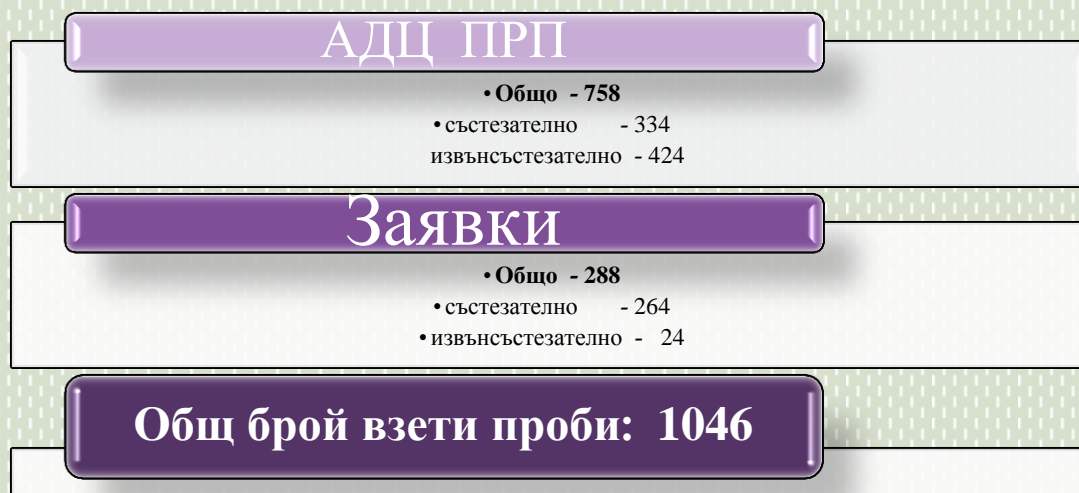 АДЦ ПРП
• Общо - 758
• състезателно - 334
извънсъстезателно - 424
Заявки
• Общо - 288
• състезателно - 264
• извънсъстезателно - 24
Общ брой взети проби: 1046